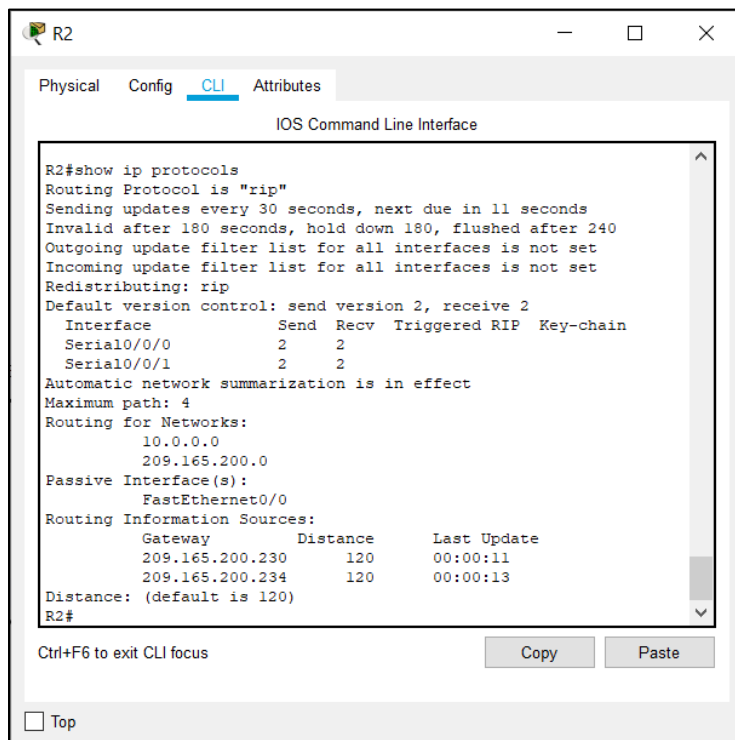 R2
Physical Config CLI Attributes
IOS Command Line Interface
R2#show ip protocols
Routing Protocol is "rip"
Sending updates every 30 seconds, next due in 11 seconds
Invalid after 180 seconds, hold down 180, flushed after 240
Outgoing update filter list for all interfaces is not set
Incoming update filter list for all interfaces is not set
Redistributing: rip
Default version control: send version 2, receive 2
Interface Send Recv Triggered RIP Key-chain
Serial0/0/0 2 2
Serial0/0/1 2 2
Automatic network summarization is in effect
Maximum path: 4
Routing for Networks:
10.0.0.0
209.165.200.0
Passive Interface(s):
FastEthernet0/0
Routing Information Sources:
Gateway Distance Last Update
209.165.200.230 120 00:00:11
209.165.200.234 120 00:00:13
Distance: (default is 120)
R2#
Ctrl+F6 to exit CLI focus Copy Paste
Top